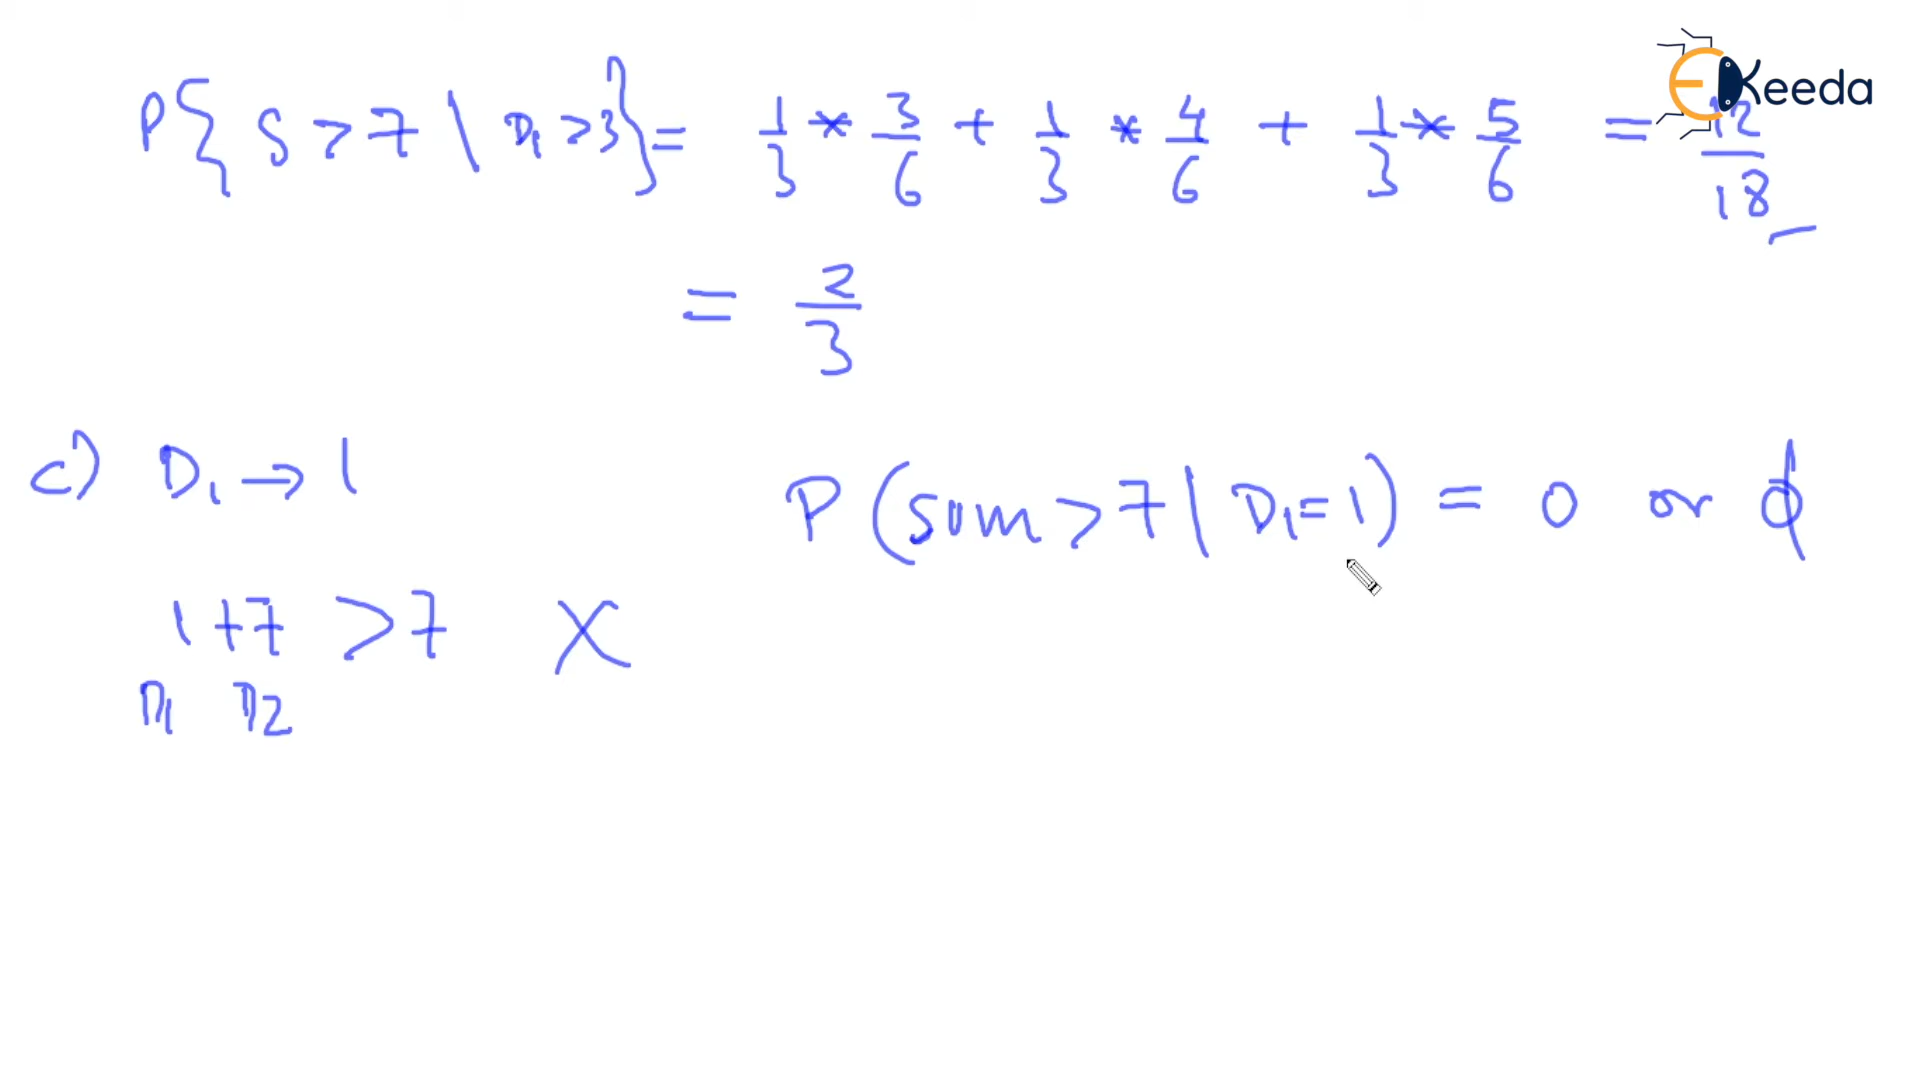 EKeeda
P{ S > 7 | D₁ > 3 } = 1/3 * 3/6 + 1/3 * 4/6 + 1/3 * 5/6 = 12/18
= 2/3
c) D₁ → 1
P (sum > 7 | D₁ = 1) = 0 or ϕ
1 + 7 > 7 X
D1 D2